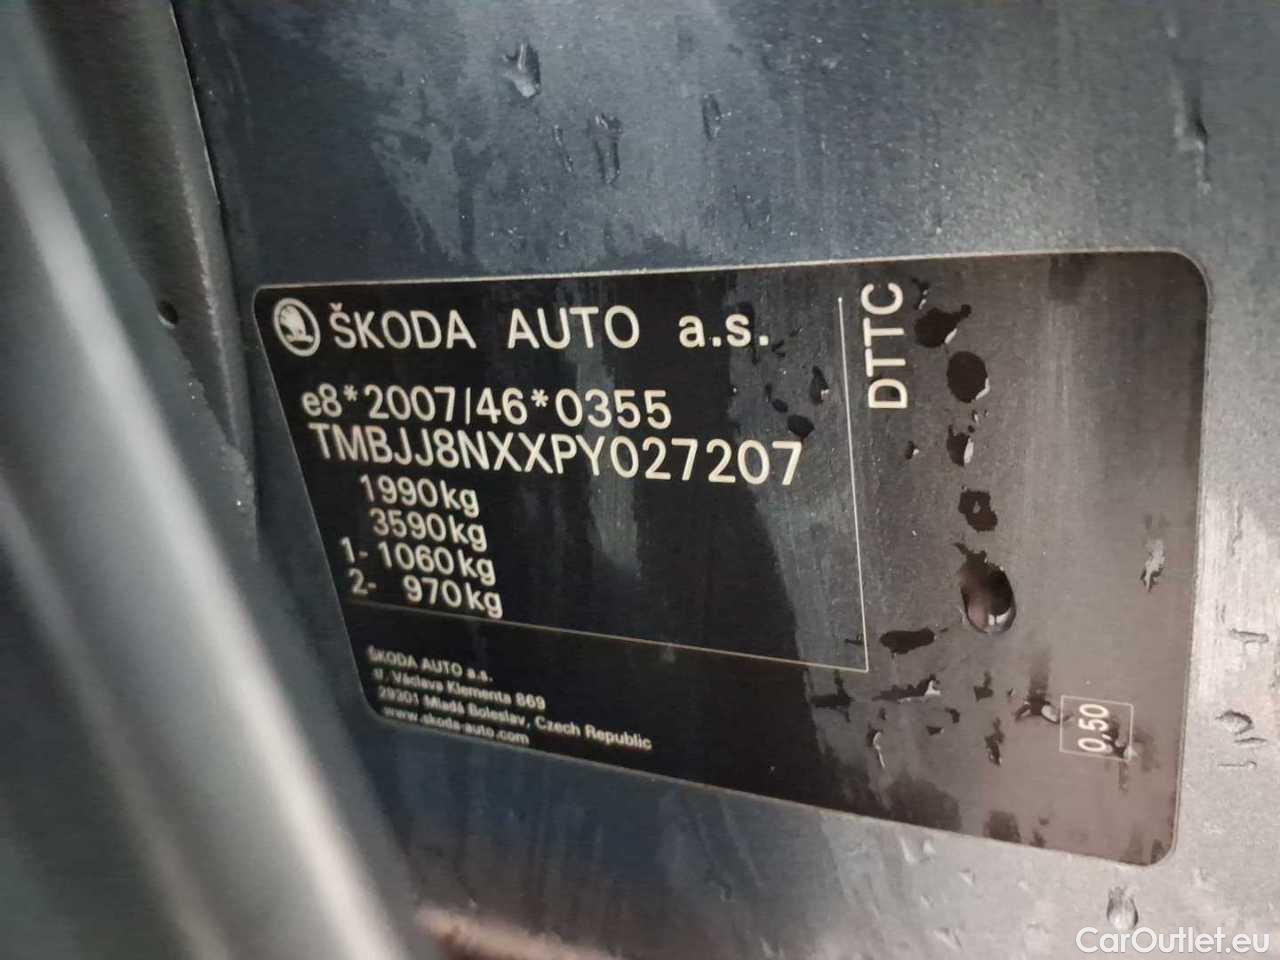 ŠKODA AUTO a.s.
e8*2007/46*0355
TMBJJ8NXXPY027207
1990kg
3590kg
1- 1060kg
2- 970kg
DTTC
ŠKODA AUTO a.s.
tř. Václava Klementa 869
29301 Mladá Boleslav, Czech Republic
www.skoda-auto.com
0.50
CarOutlet.eu